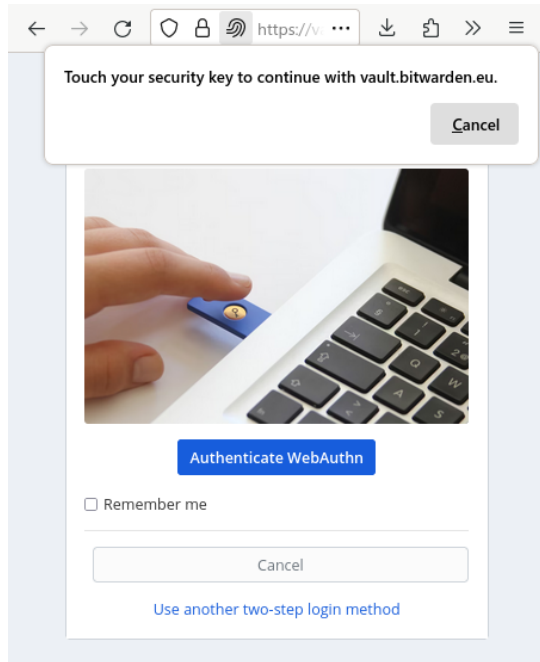 https://v
Touch your security key to continue with vault.bitwarden.eu.
Cancel
Authenticate WebAuthn
Remember me
Cancel
Use another two-step login method